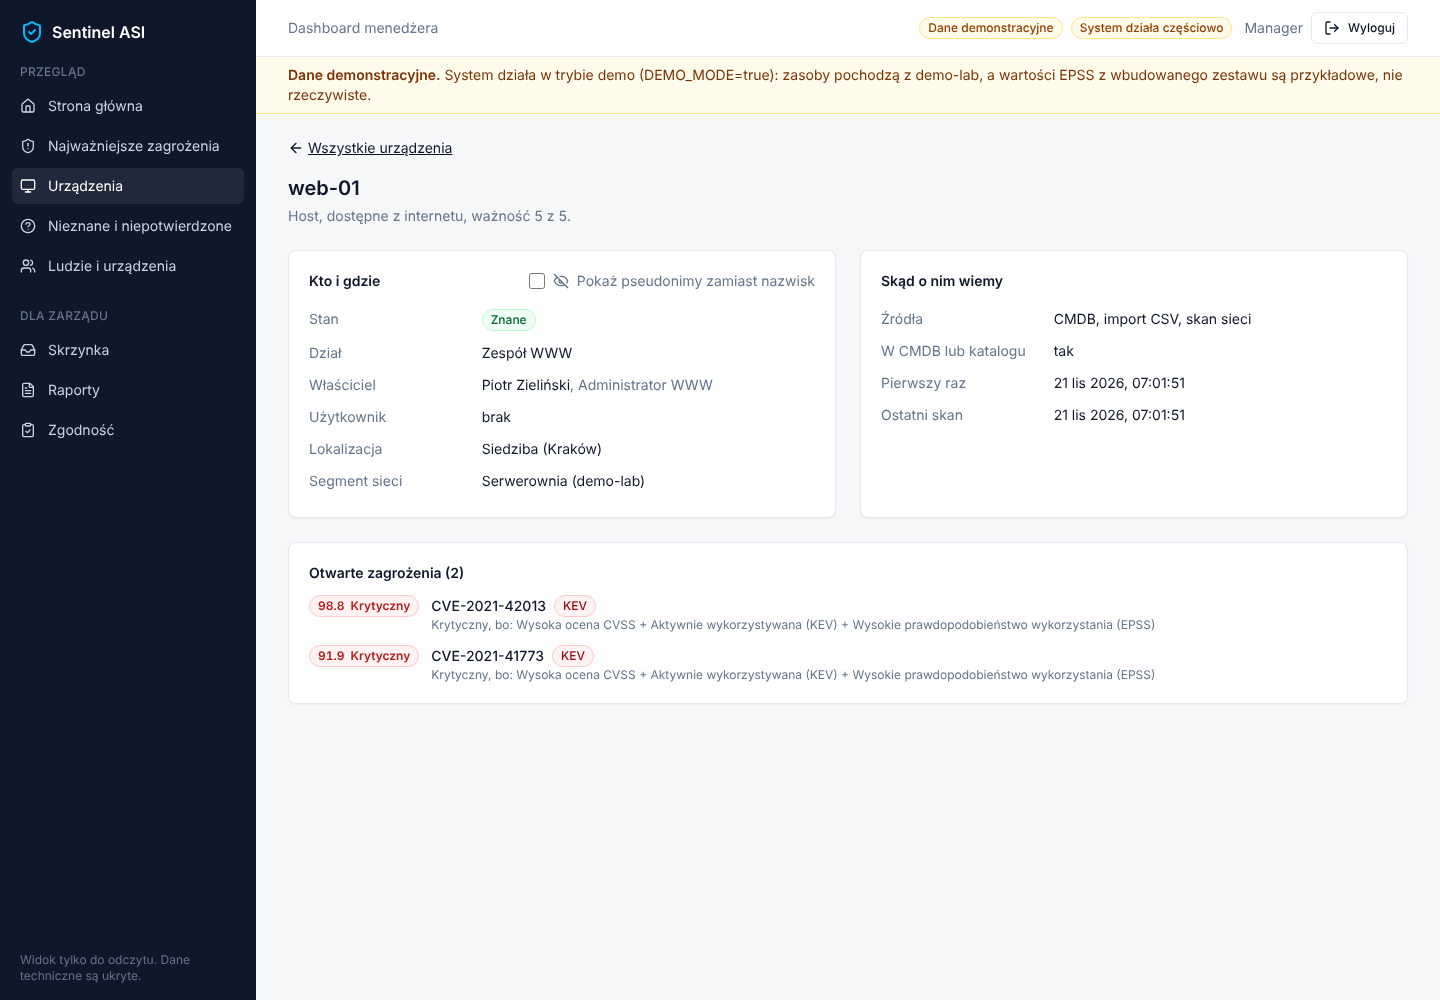 Sentinel ASI
PRZEGLĄD
Strona główna
Najważniejsze zagrożenia
Urządzenia
Nieznane i niepotwierdzone
Ludzie i urządzenia
DLA ZARZĄDU
Skrzynka
Raporty
Zgodność
Widok tylko do odczytu. Dane
techniczne są ukryte.
Dashboard menedżera
Dane demonstracyjne
System działa częściowo
Manager
Wyloguj
Dane demonstracyjne. System działa w trybie demo (DEMO_MODE=true): zasoby pochodzą z demo-lab, a wartości EPSS z wbudowanego zestawu są przykładowe, nie
rzeczywiste.
Wszystkie urządzenia
web-01
Host, dostępne z internetu, ważność 5 z 5.
Kto i gdzie
Pokaż pseudonimy zamiast nazwisk
Stan Znane
Dział Zespół WWW
Właściciel Piotr Zieliński, Administrator WWW
Użytkownik brak
Lokalizacja Siedziba (Kraków)
Segment sieci Serwerownia (demo-lab)
Skąd o nim wiemy
Źródła CMDB, import CSV, skan sieci
W CMDB lub katalogu tak
Pierwszy raz 21 lis 2026, 07:01:51
Ostatni skan 21 lis 2026, 07:01:51
Otwarte zagrożenia (2)
98.8 Krytyczny CVE-2021-42013 KEV
Krytyczny, bo: Wysoka ocena CVSS + Aktywnie wykorzystywana (KEV) + Wysokie prawdopodobieństwo wykorzystania (EPSS)
91.9 Krytyczny CVE-2021-41773 KEV
Krytyczny, bo: Wysoka ocena CVSS + Aktywnie wykorzystywana (KEV) + Wysokie prawdopodobieństwo wykorzystania (EPSS)